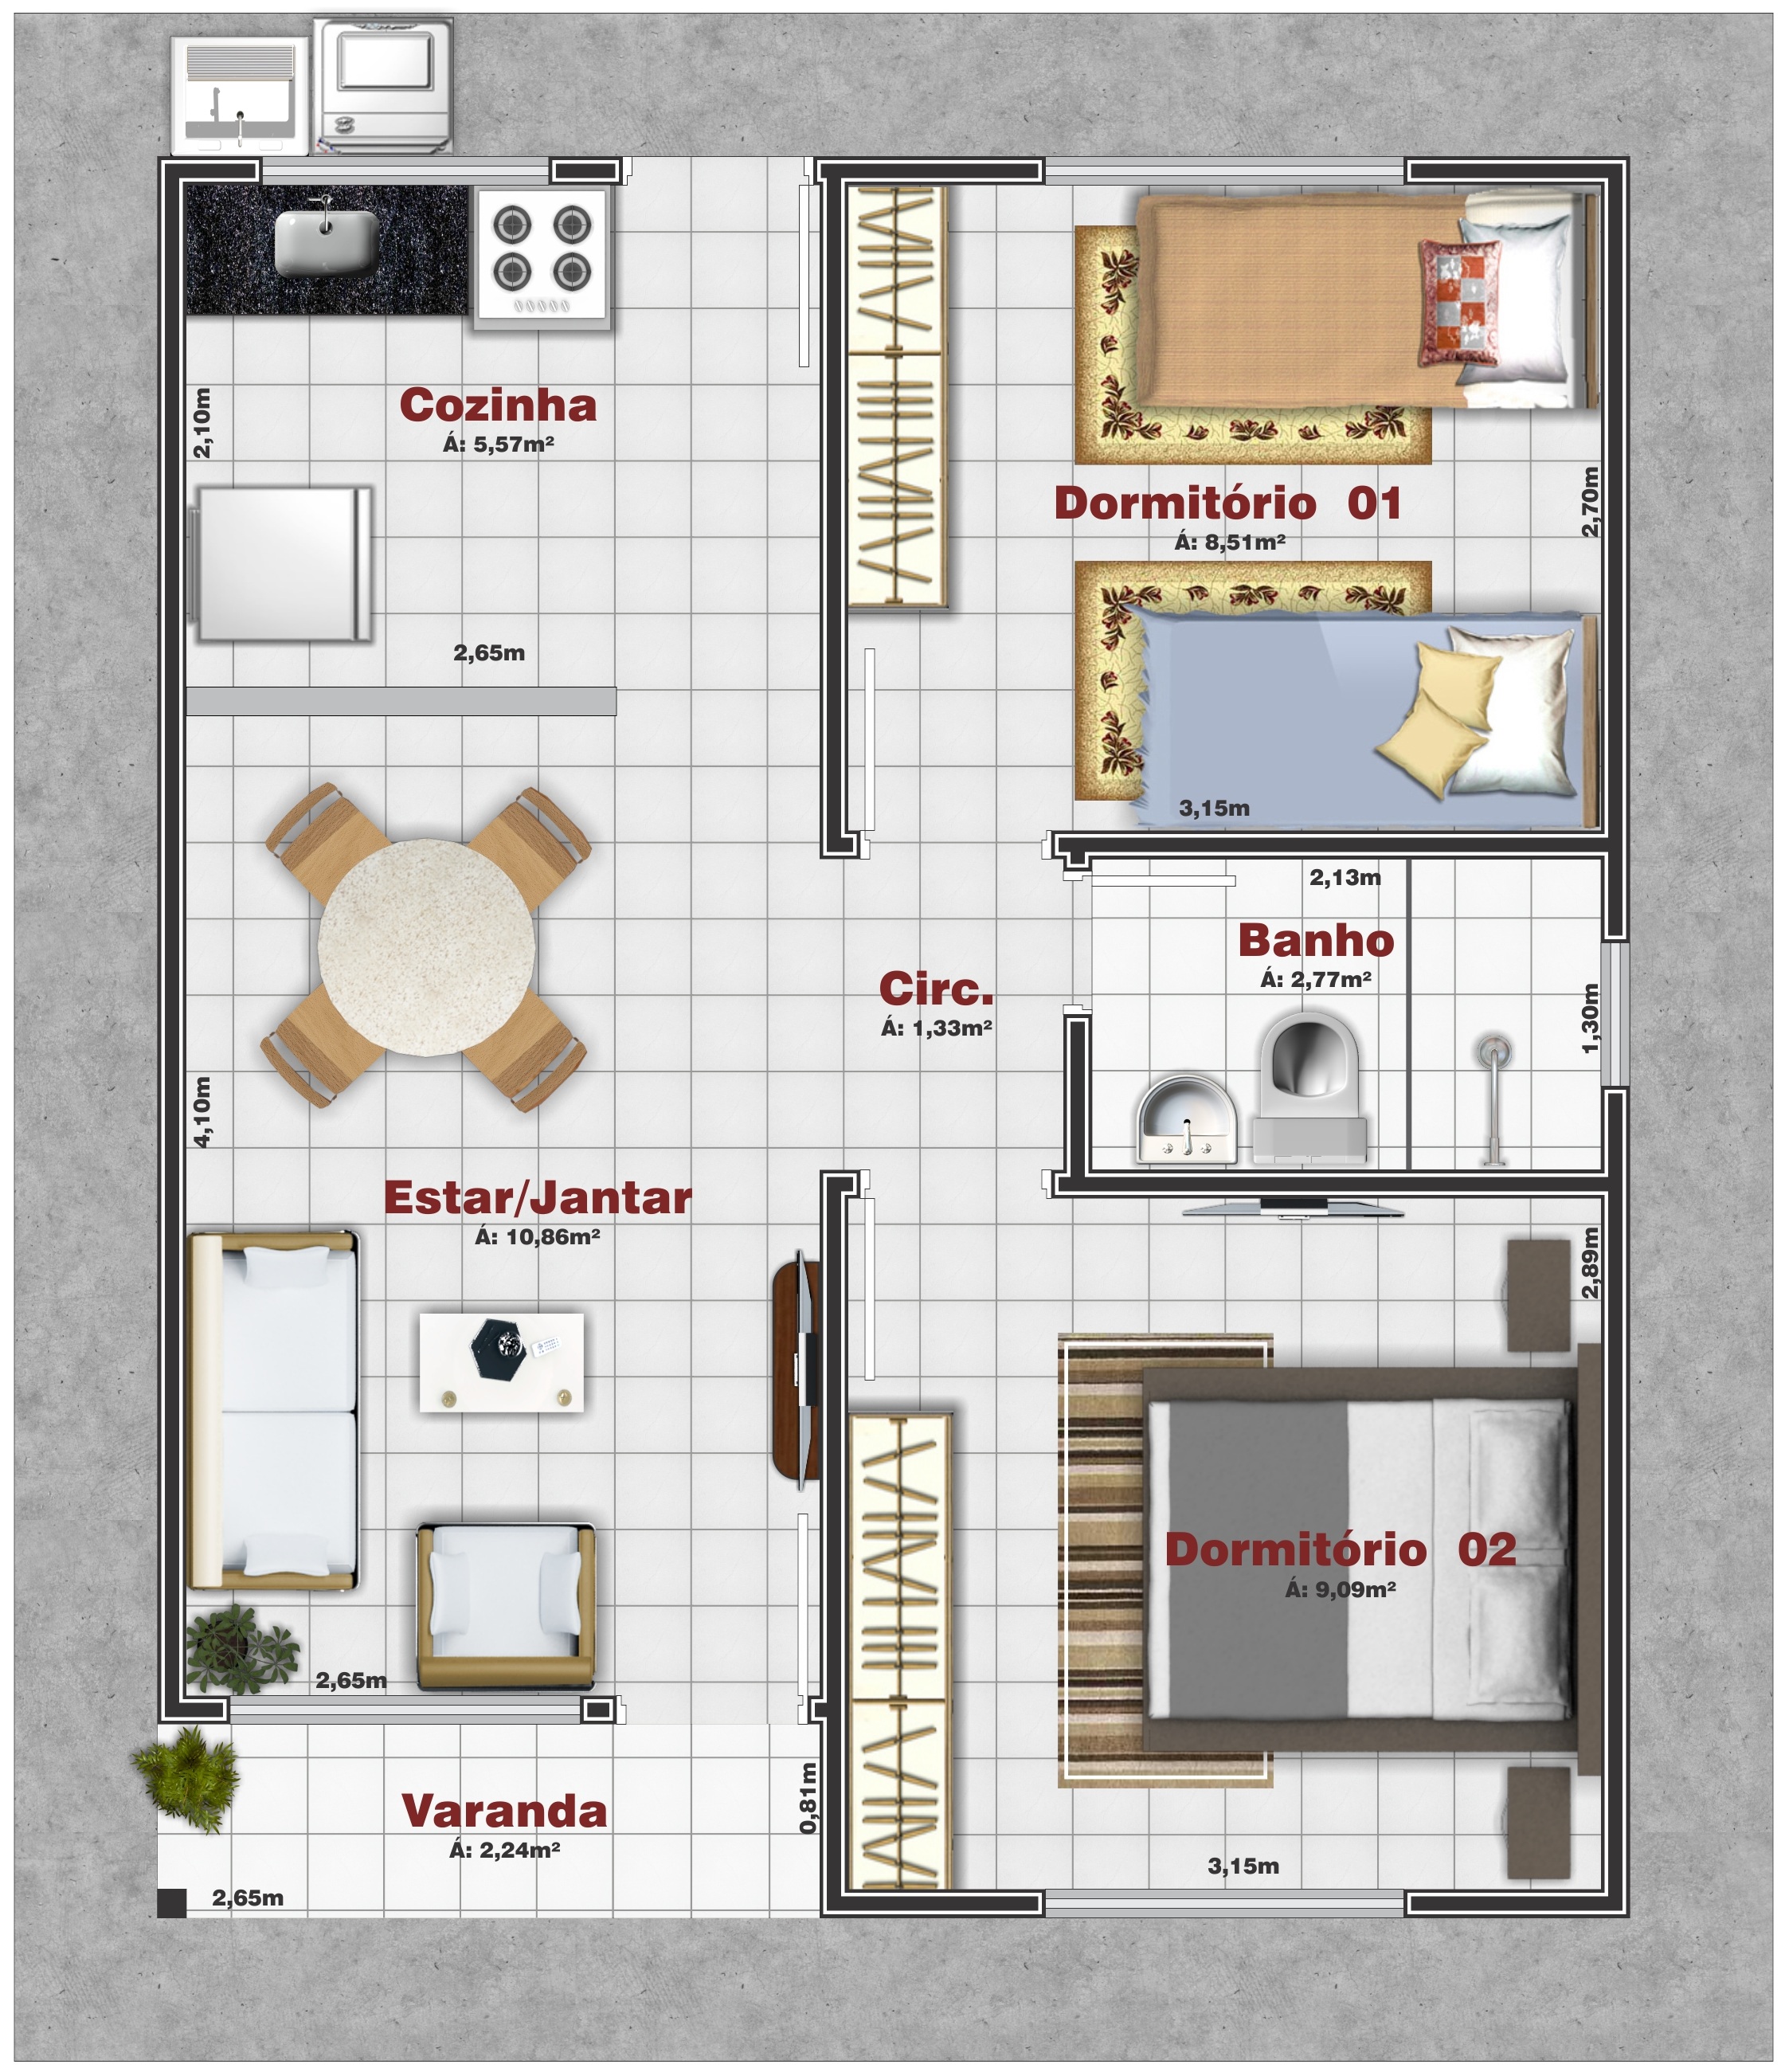 Cozinha
Á: 5,57m²
2,10m
2,65m
Dormitório 01
Á: 8,51m²
2,70m
3,15m
2,13m
Banho
Á: 2,77m²
1,30m
Circ.
Á: 1,33m²
4,10m
Estar/Jantar
Á: 10,86m²
2,65m
2,89m
Dormitório 02
Á: 9,09m²
3,15m
Varanda
Á: 2,24m²
0,81m
2,65m